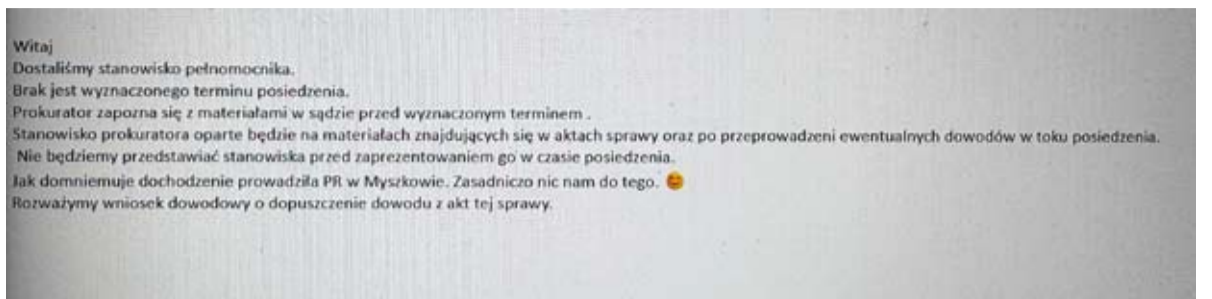 Witaj
Dostaliśmy stanowisko pełnomocnika.
Brak jest wyznaczonego terminu posiedzenia.
Prokurator zaporna się z materiałami w sądzie przed wyznaczonym terminem .
Stanowisko prokuratora oparte będzie na materiałach znajdujących się w aktach sprawy oraz po przeprowadzeni ewentualnych dowodów w toku posiedzenia.
Nie będziemy przedstawiać stanowiska przed zaprezentowaniem go w czasie posiedzenia.
Jak domniemuje dochodzenie prowadziła PR w Myszkowie. Zasadniczo nic nam do tego. 😊
Rozważymy wniosek dowodowy o dopuszczenie dowodu z akt tej sprawy.